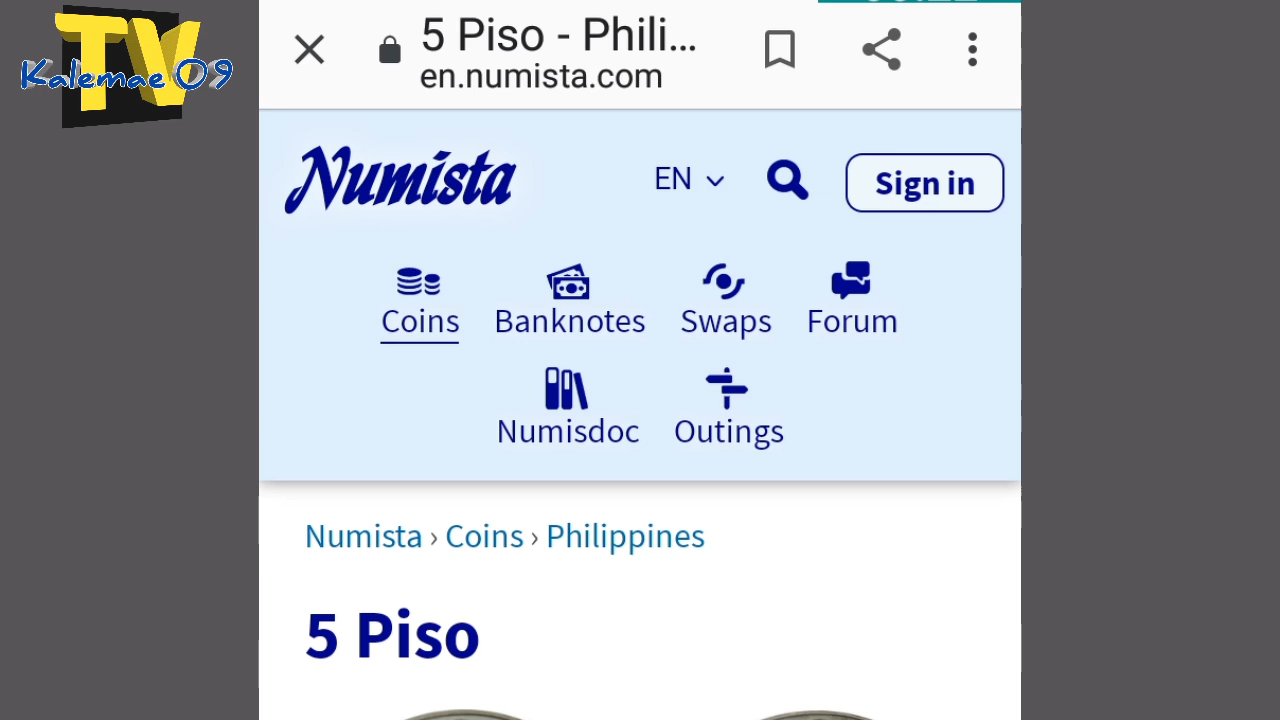 TV
Kalemae 09
5 Piso - Phili...
en.numista.com
Numista
EN
Sign in
Coins
Banknotes
Swaps
Forum
Numisdoc
Outings
Numista › Coins › Philippines
5 Piso